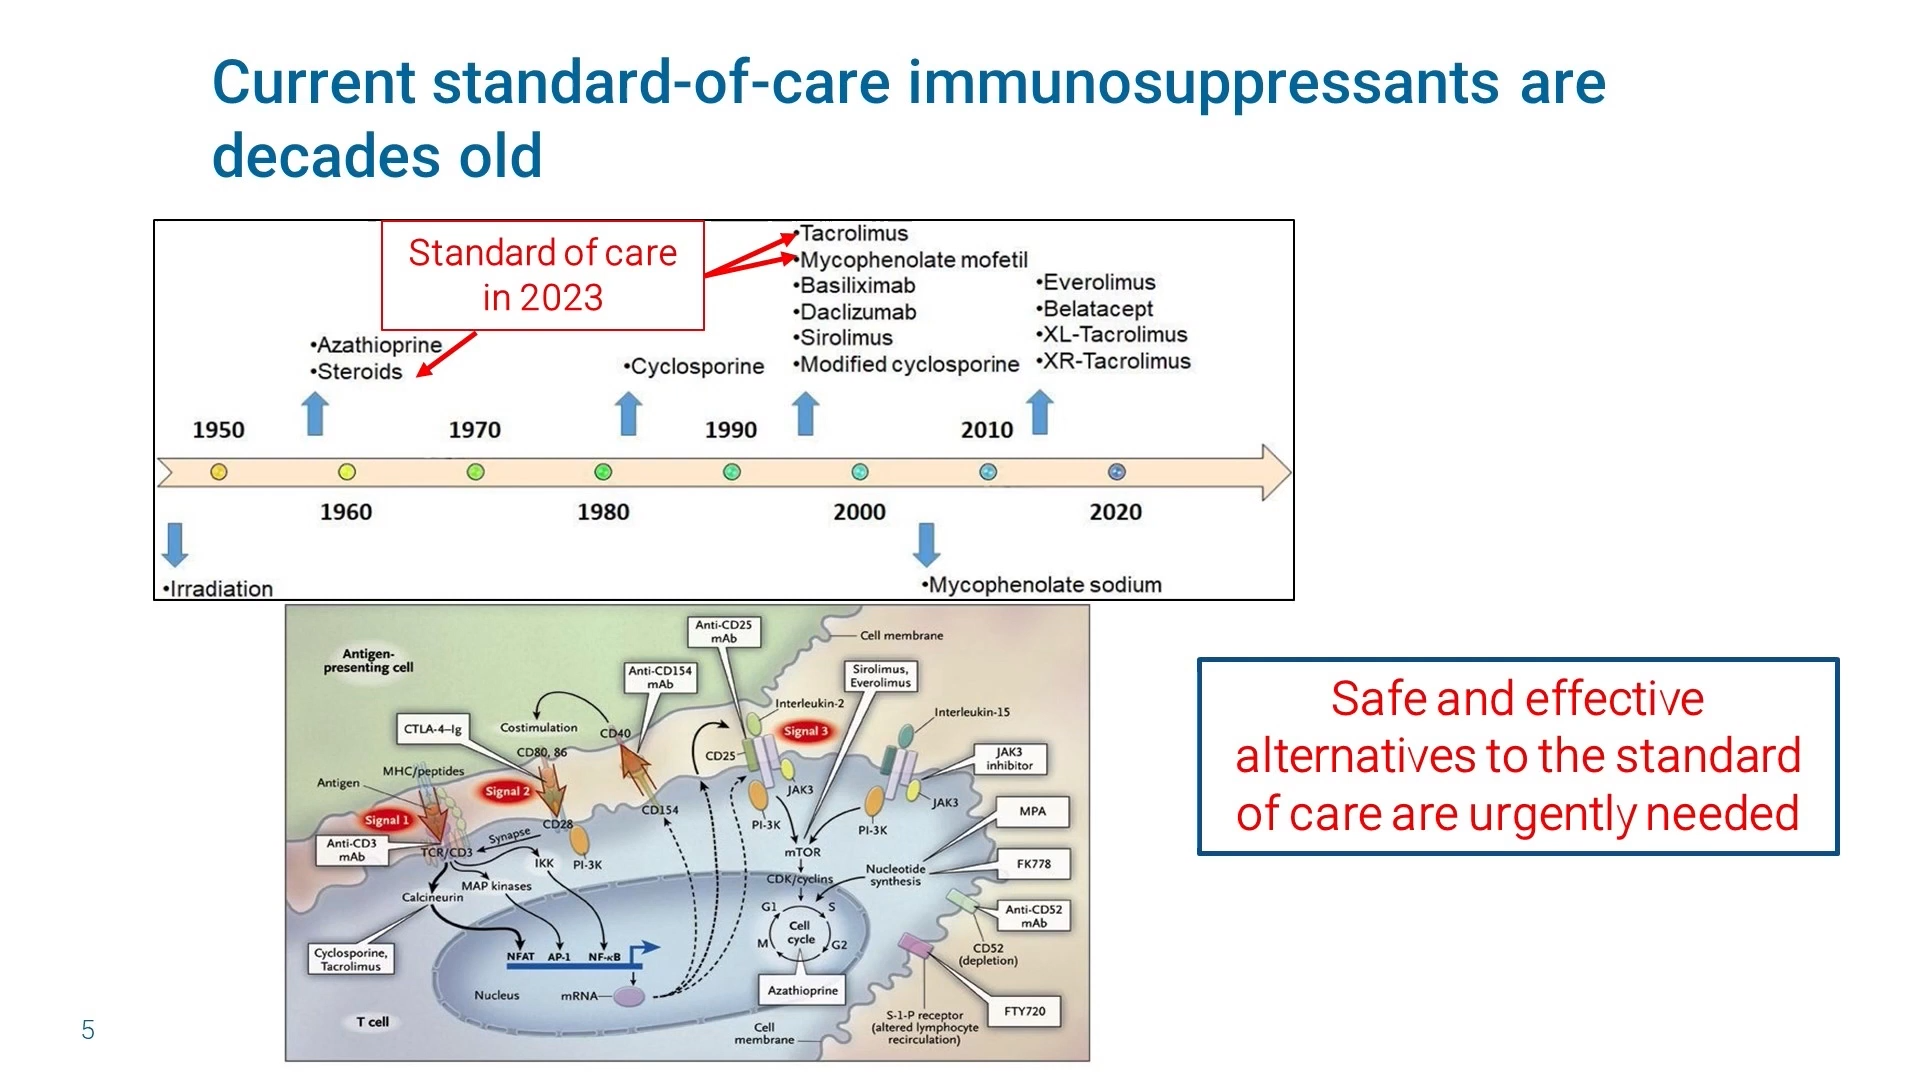 Current standard-of-care immunosuppressants are
decades old
Standard of care
in 2023
•Azathioprine
•Steroids
•Cyclosporine
•Tacrolimus
•Mycophenolate mofetil
•Basiliximab
•Daclizumab
•Sirolimus
•Modified cyclosporine
•Everolimus
•Belatacept
•XL-Tacrolimus
•XR-Tacrolimus
1950
1970
1990
2010
1960
1980
2000
2020
•Irradiation
•Mycophenolate sodium
Antigen-
presenting cell
Anti-CD25
mAb
Cell membrane
Anti-CD154
mAb
Sirolimus,
Everolimus
Interleukin-2
Interleukin-15
CTLA-4–Ig
Costimulation
CD40
Signal 3
CD80, 86
CD25
JAK3
inhibitor
MHC/peptides
Antigen
Signal 2
JAK3
JAK3
Signal 1
CD154
CD28
PI-3K
PI-3K
MPA
Synapse
Anti-CD3
mAb
TCR/CD3
IKK
PI-3K
mTOR
FK778
Nucleotide
synthesis
MAP kinases
Calcineurin
CDK/cyclins
G1
S
Anti-CD52
mAb
Cell
cycle
M
G2
Cyclosporine,
Tacrolimus
NFAT
AP-1
NF-κB
CD52
(depletion)
Azathioprine
Nucleus
mRNA
FTY720
T cell
Cell
membrane
S-1-P receptor
(altered lymphocyte
recirculation)
Safe and effective
alternatives to the standard
of care are urgently needed
5